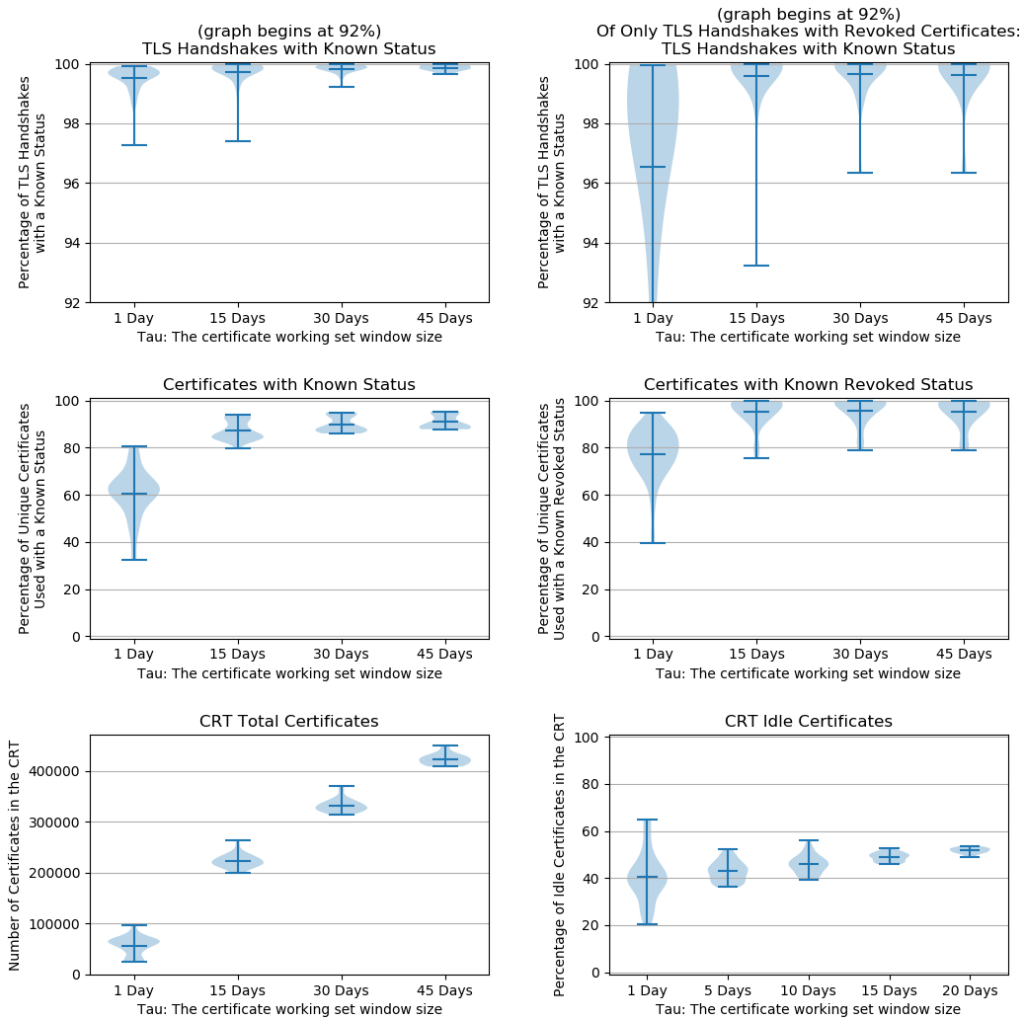 (graph begins at 92%)
TLS Handshakes with Known Status
Percentage of TLS Handshakes
with a Known Status
100
98
96
94
92
1 Day
15 Days
30 Days
45 Days
Tau: The certificate working set window size
(graph begins at 92%)
Of Only TLS Handshakes with Revoked Certificates:
TLS Handshakes with Known Status
Percentage of TLS Handshakes
with a Known Status
100
98
96
94
92
1 Day
15 Days
30 Days
45 Days
Tau: The certificate working set window size
Certificates with Known Status
Percentage of Unique Certificates
Used with a Known Status
100
80
60
40
20
0
1 Day
15 Days
30 Days
45 Days
Tau: The certificate working set window size
Certificates with Known Revoked Status
Percentage of Unique Certificates
Used with a Known Revoked Status
100
80
60
40
20
0
1 Day
15 Days
30 Days
45 Days
Tau: The certificate working set window size
CRT Total Certificates
Number of Certificates in the CRT
400000
300000
200000
100000
0
1 Day
15 Days
30 Days
45 Days
Tau: The certificate working set window size
CRT Idle Certificates
Percentage of Idle Certificates in the CRT
100
80
60
40
20
0
1 Day
5 Days
10 Days
15 Days
20 Days
Tau: The certificate working set window size